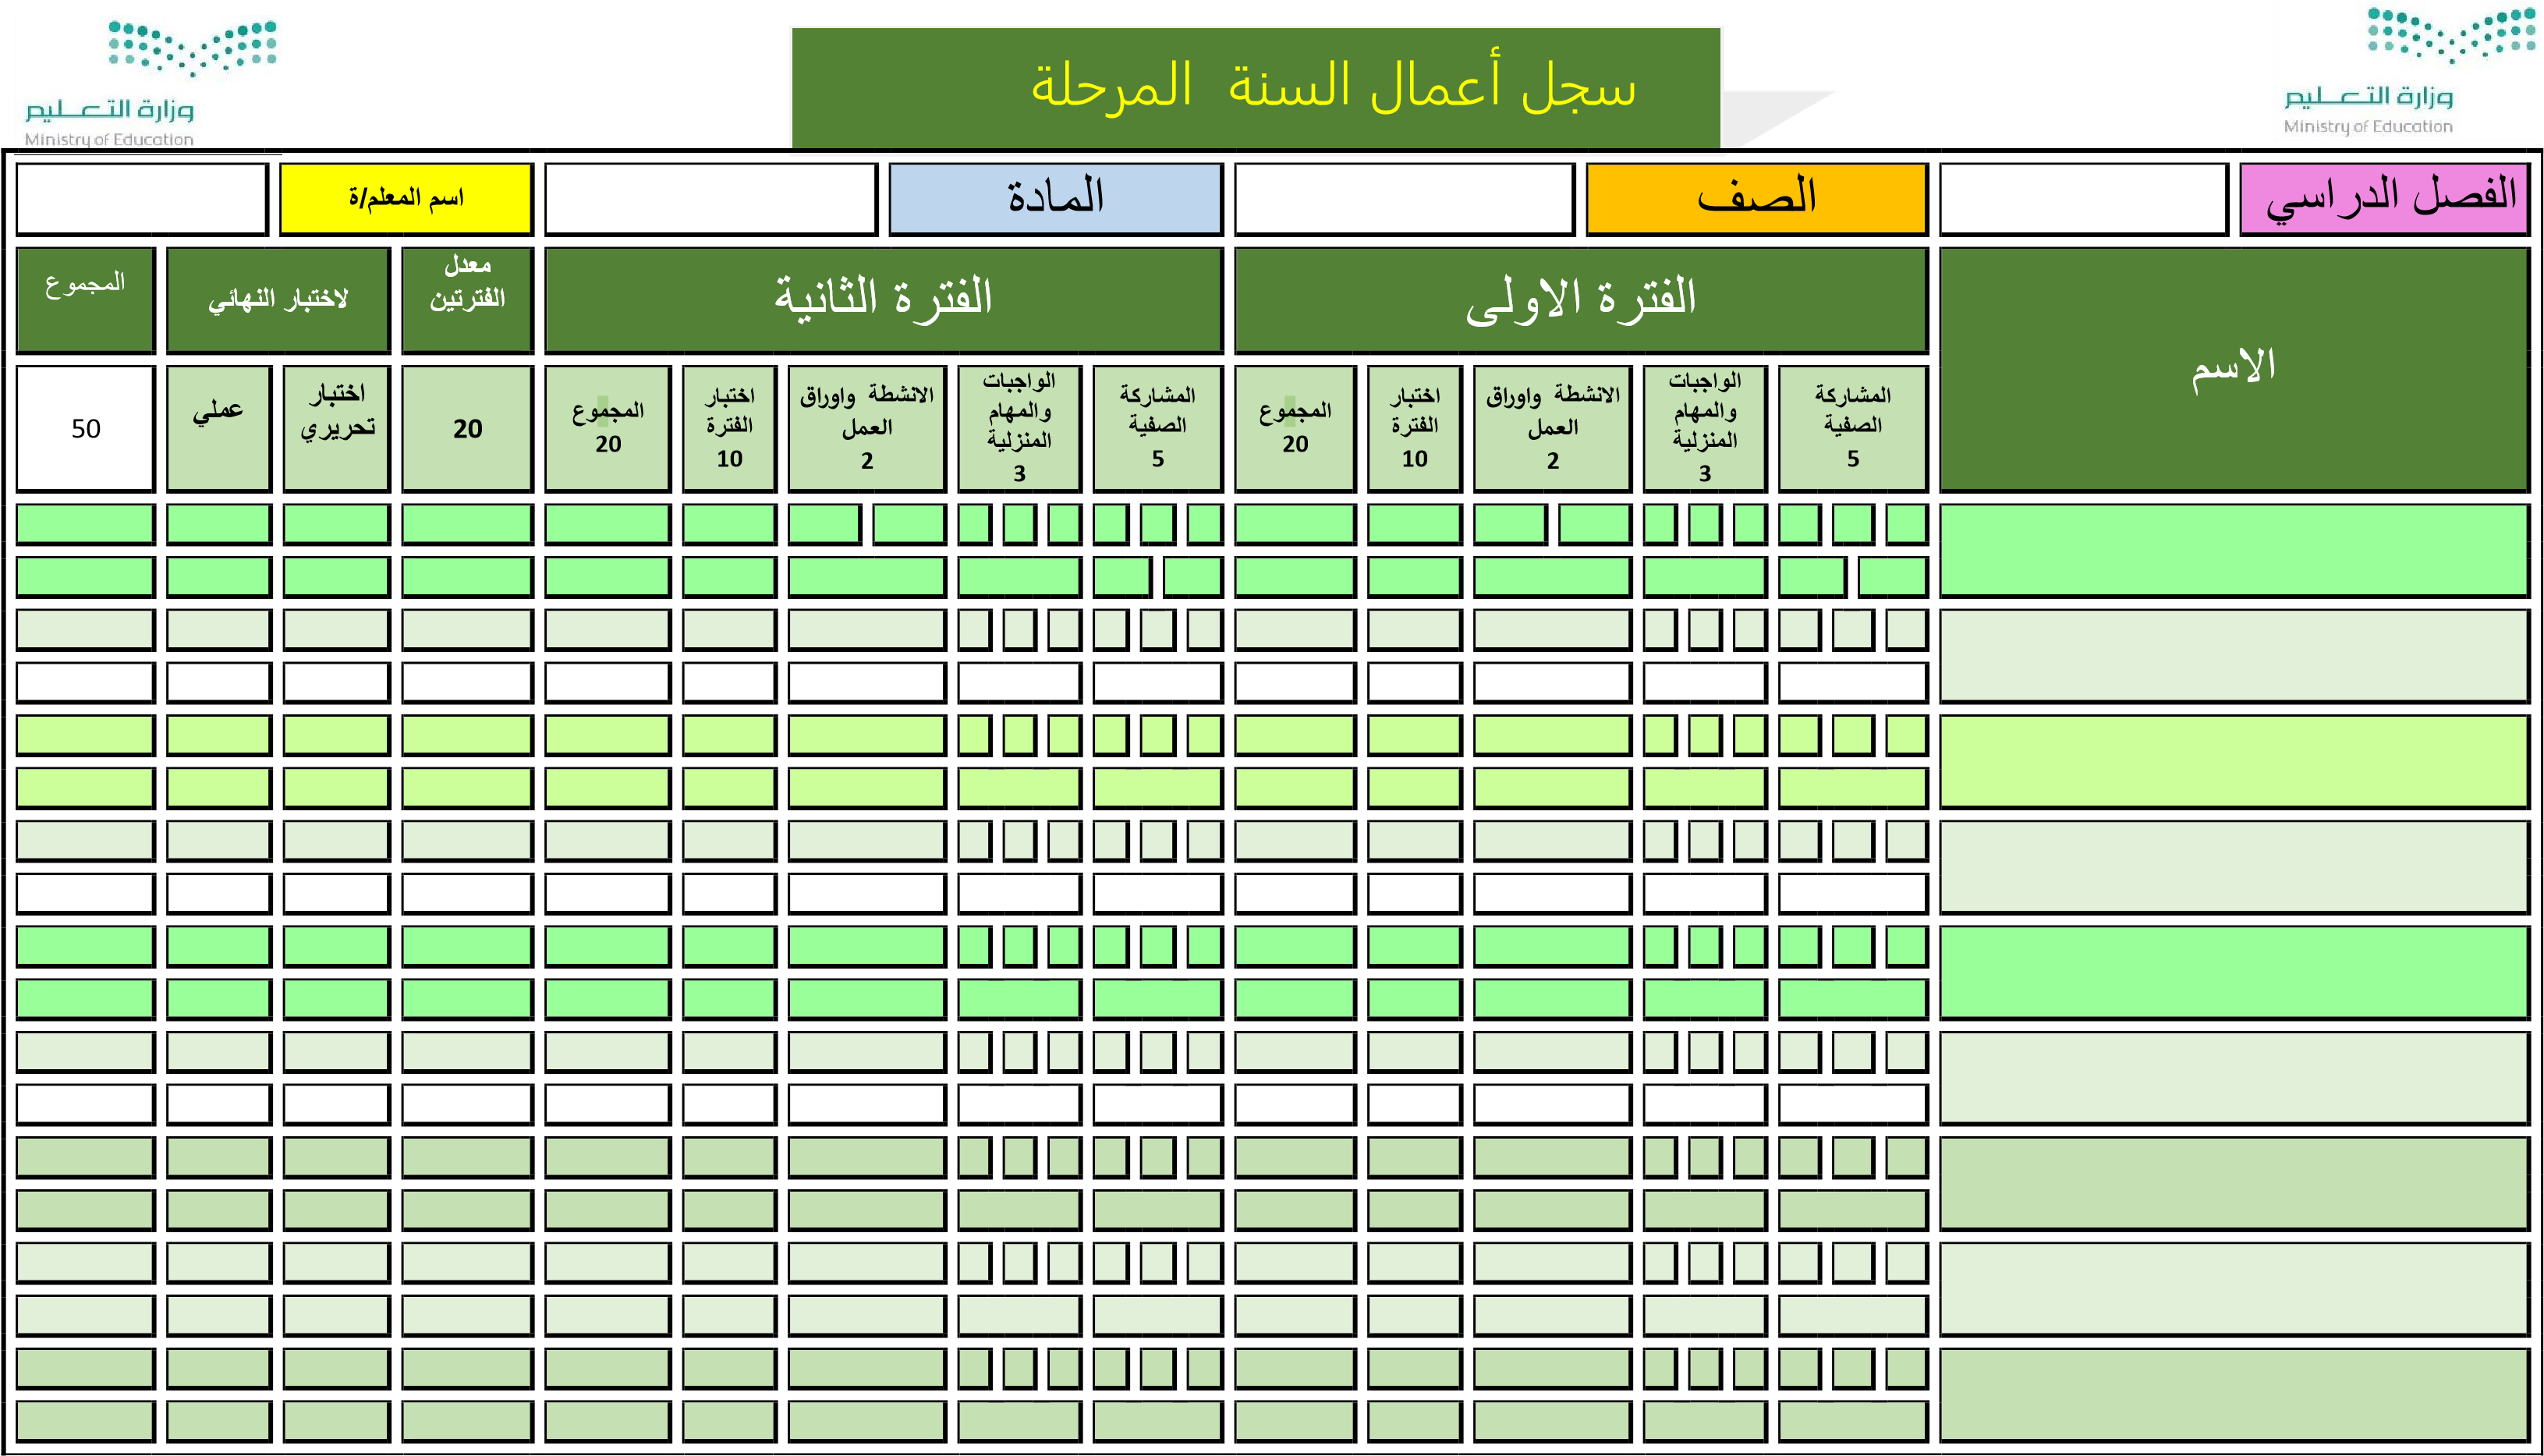 وزارة التعليم
Ministry of Education
سجل أعمال السنة المرحلة
وزارة التعليم
Ministry of Education
الفصل الدراسي
الصف
المادة
اسم المعلم/ة
الاسم
الفترة الاولى
الفترة الثانية
معدل
الفترتين
لاختبار النهائي
المجموع
المشاركة
الصفية
5
الواجبات
والمهام
المنزلية
3
الانشطة واوراق
العمل
2
اختبار
الفترة
10
المجموع
20
المشاركة
الصفية
5
الواجبات
والمهام
المنزلية
3
الانشطة واوراق
العمل
2
اختبار
الفترة
10
المجموع
20
20
اختبار
تحريري
عملي
50